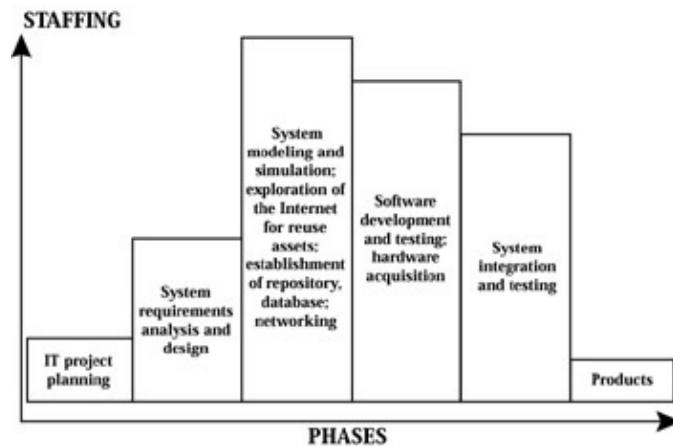 STAFFING
IT project
planning
System
requirements
analysis and
design
System
modeling and
simulation;
exploration of
the Internet
for reuse
assets;
establishment
of repository,
database;
networking
Software
development
and testing;
hardware
acquisition
System
integration
and testing
Products
PHASES